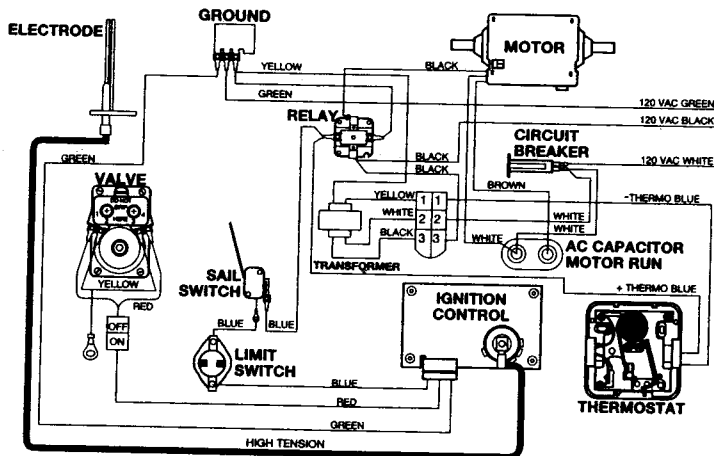 GROUND
ELECTRODE
MOTOR
YELLOW
BLACK
GREEN
120 VAC GREEN
RELAY
120 VAC BLACK
CIRCUIT
BREAKER
GREEN
BLACK
120 VAC WHITE
BLACK
VALVE
BROWN
YELLOW
1 1
-THERMO BLUE
WHITE
2 2
WHITE
WHITE
BLACK
3 3
WHITE
AC CAPACITOR
MOTOR RUN
TRANSFORMER
SAIL
SWITCH
YELLOW
RED
+ THERMO BLUE
IGNITION
CONTROL
OFF
ON
BLUE
BLUE
LIMIT
SWITCH
BLUE
RED
THERMOSTAT
GREEN
HIGH TENSION